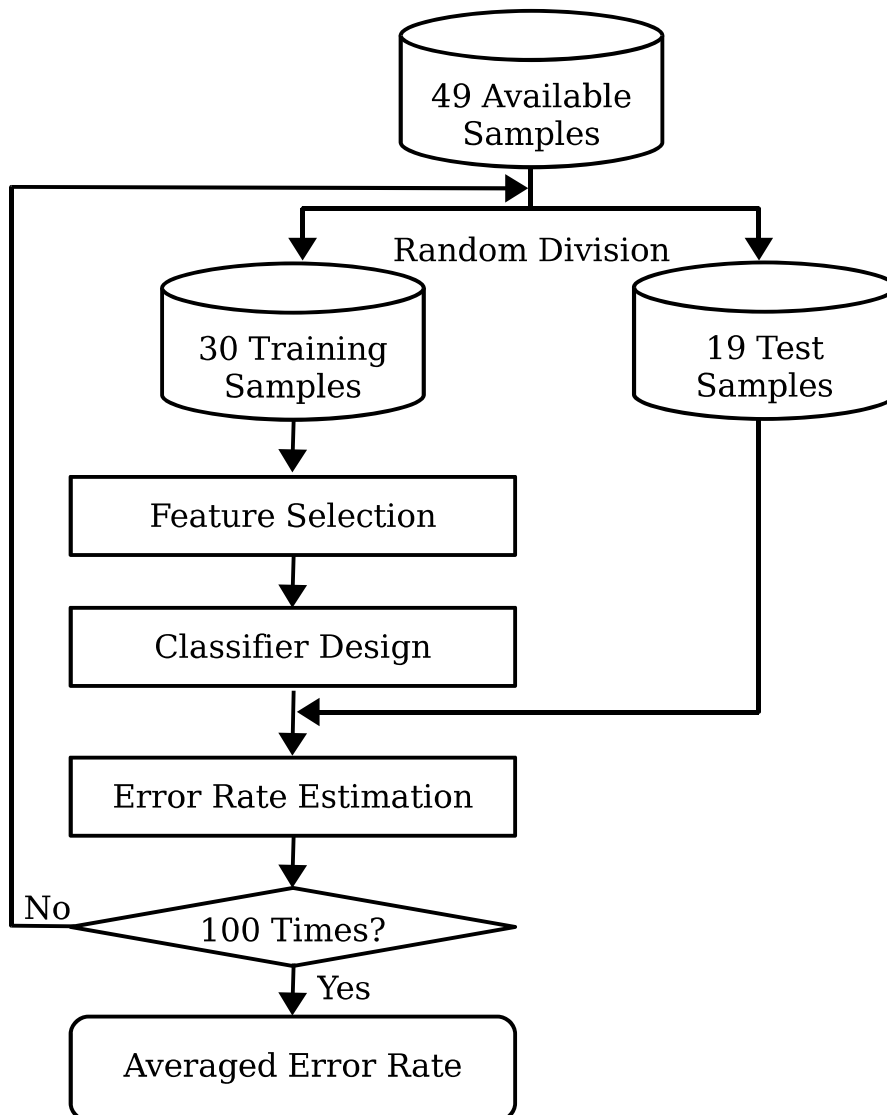 49 Available
Samples
Random Division
30 Training
Samples
19 Test
Samples
Feature Selection
Classifier Design
Error Rate Estimation
No
100 Times?
Yes
Averaged Error Rate